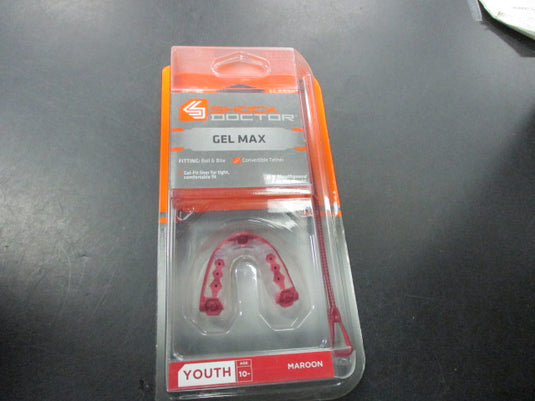 SHOCK
DOCTOR
GEL MAX
FITTING: Boil & Bite Convertible Tether
Gel-Fit liner for tight,
comfortable fit
YOUTH
AGE
10+
MAROON